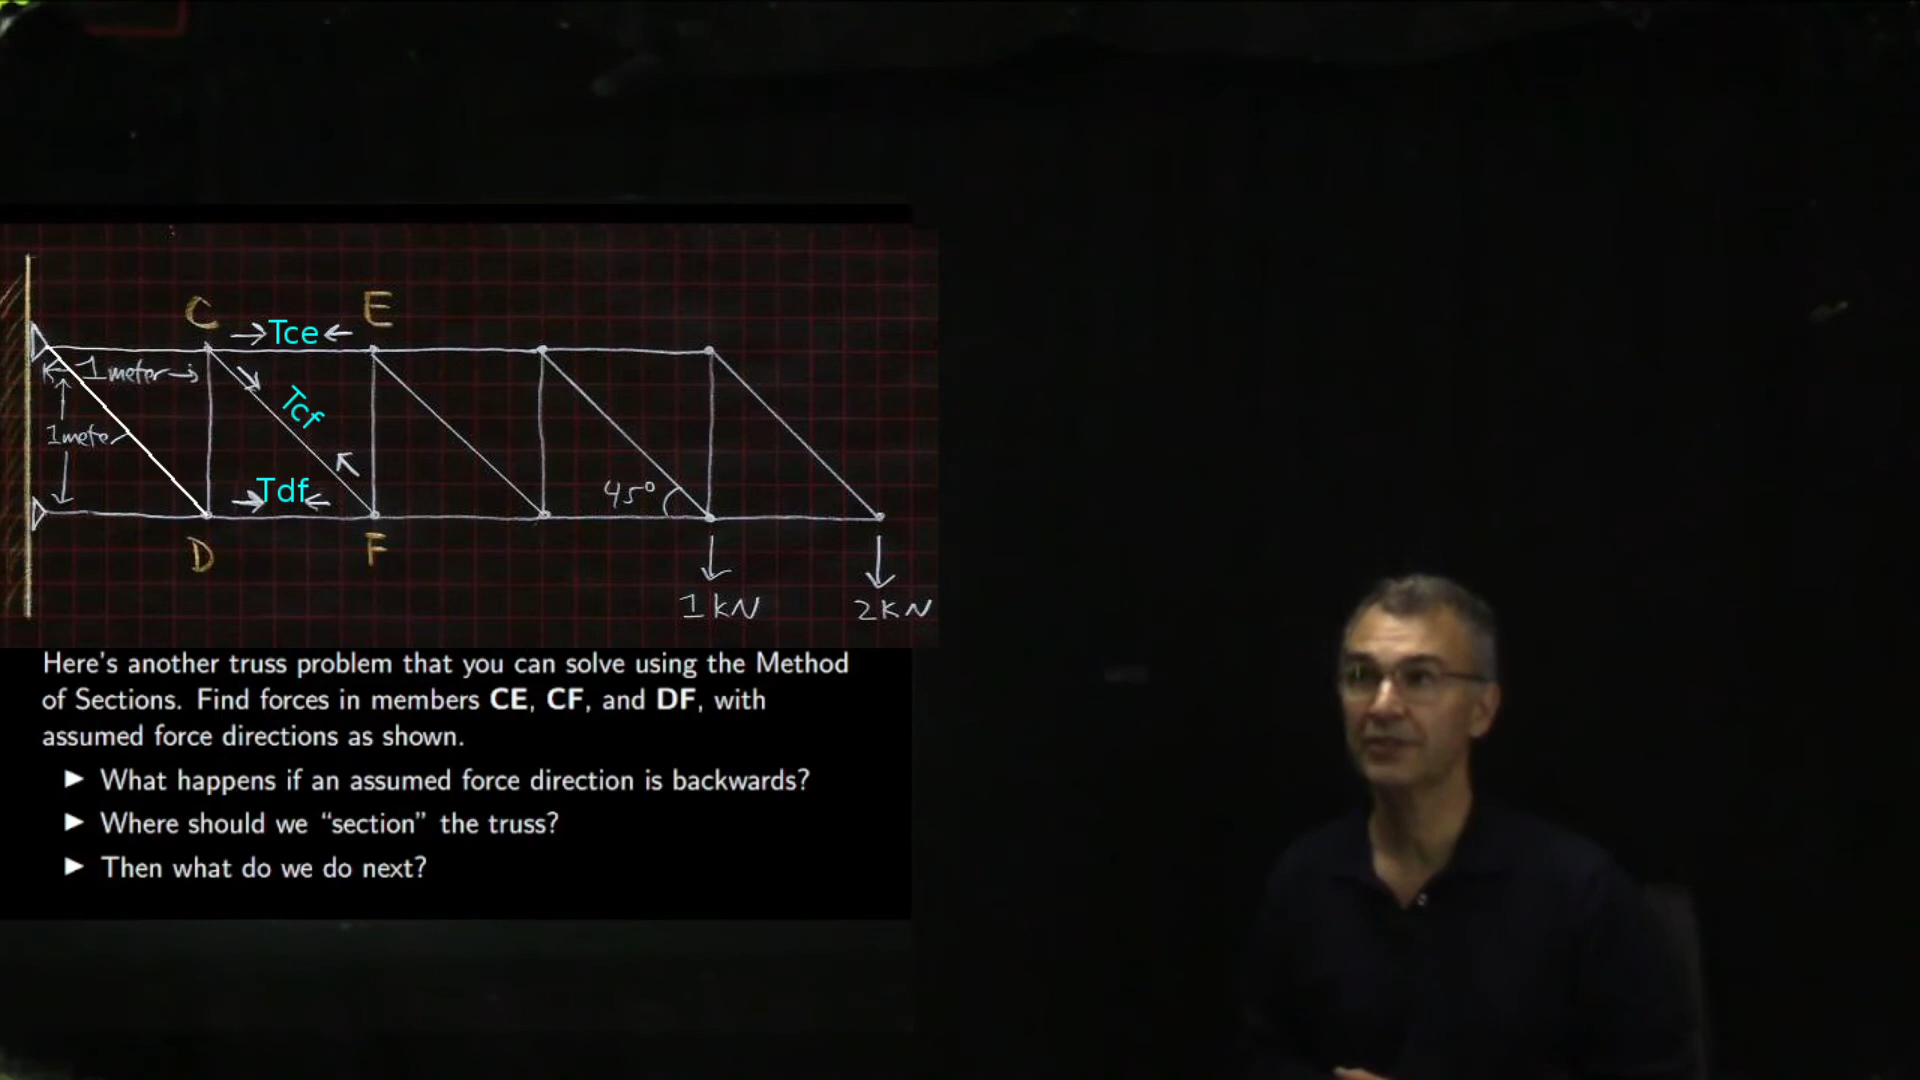 C E
Tce
1 meter
Tcf
1 meter
Tdf
45°
D F
1 kN 2 KN
Here's another truss problem that you can solve using the Method
of Sections. Find forces in members CE, CF, and DF, with
assumed force directions as shown.
▶ What happens if an assumed force direction is backwards?
▶ Where should we “section” the truss?
▶ Then what do we do next?